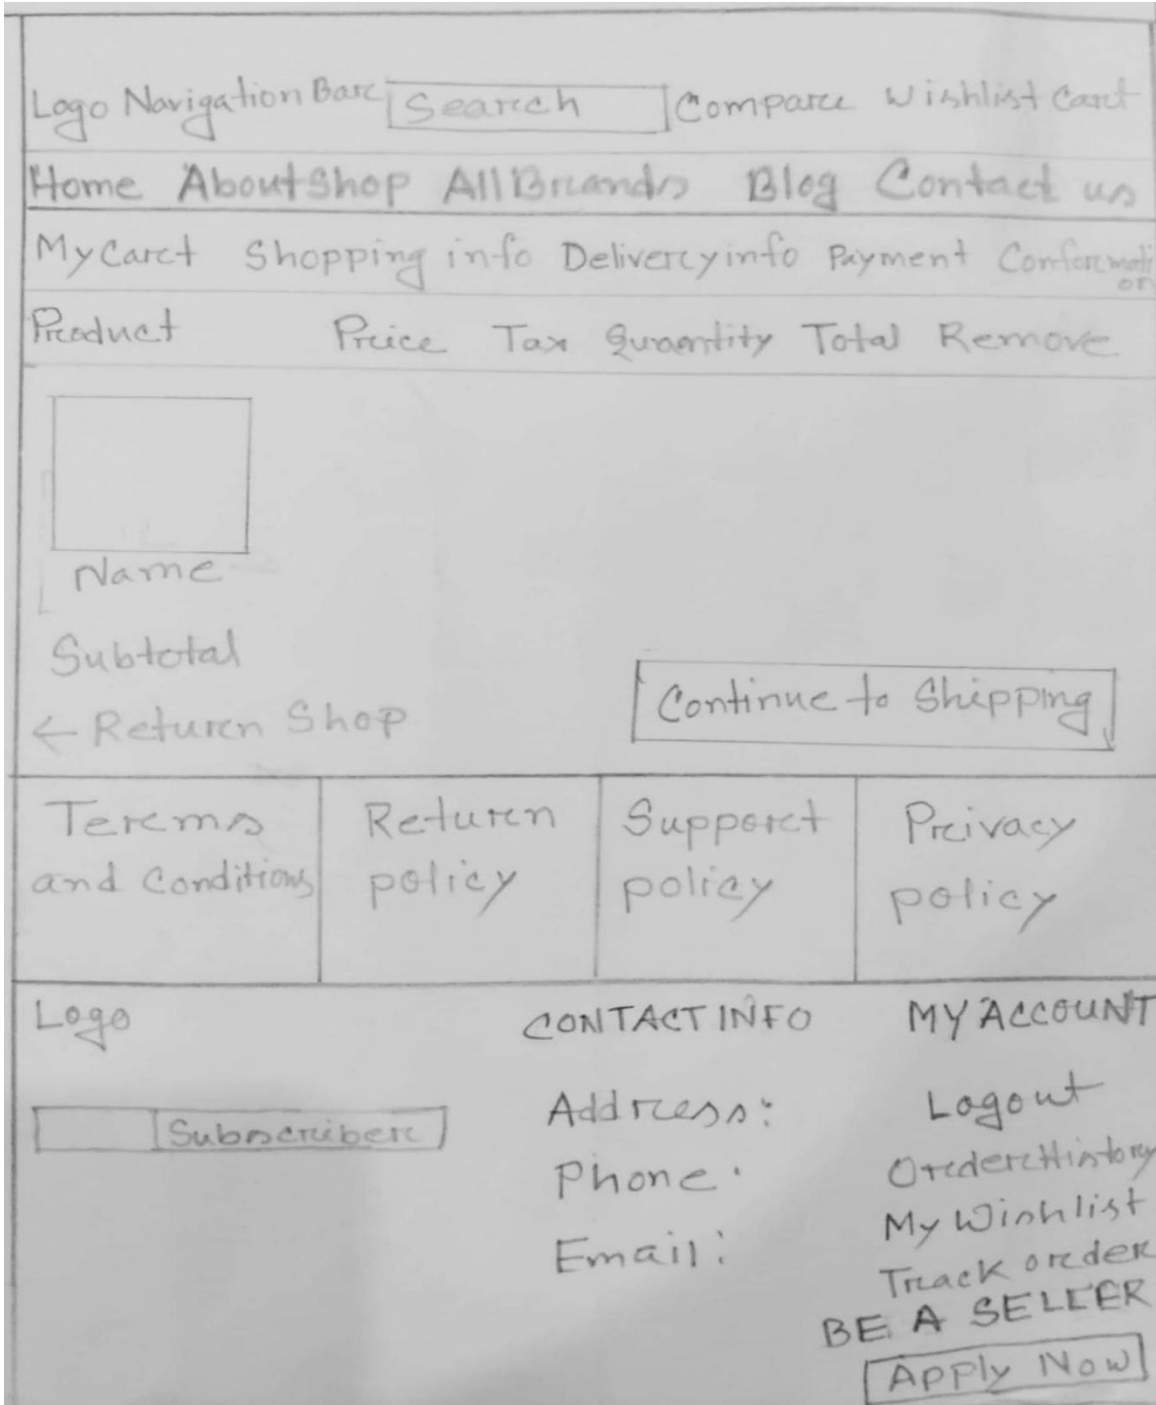 Logo Navigation Bar Search Compare Wishlist Cart
Home About Shop All Brands Blog Contact us
My Cart Shopping info Delivery info Payment Conformation
Product Price Tax Quantity Total Remove
Name
Subtotal
← Return Shop Continue to Shipping
Terms Return Support Privacy
and Conditions policy policy policy
Logo CONTACT INFO MY ACCOUNT
Subscriber Address: Logout
Phone: Order History
My Wishlist
Email: Track order
BE A SELLER
Apply Now